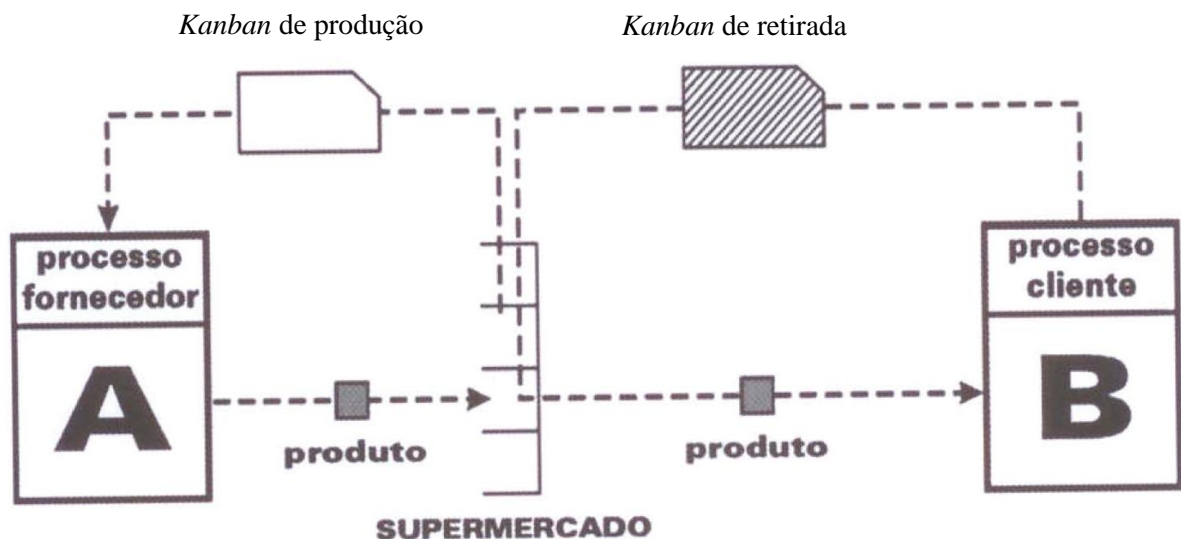 Kanban de produção
Kanban de retirada
processo
fornecedor
A
produto
SUPERMERCADO
produto
processo
cliente
B